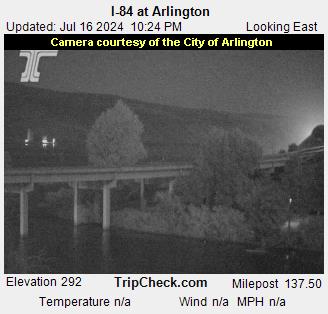 I-84 at Arlington
Updated: Jul 16 2024 10:24 PM Looking East
Camera courtesy of the City of Arlington
Elevation 292 TripCheck.com Milepost 137.50
Temperature n/a Wind n/a MPH n/a